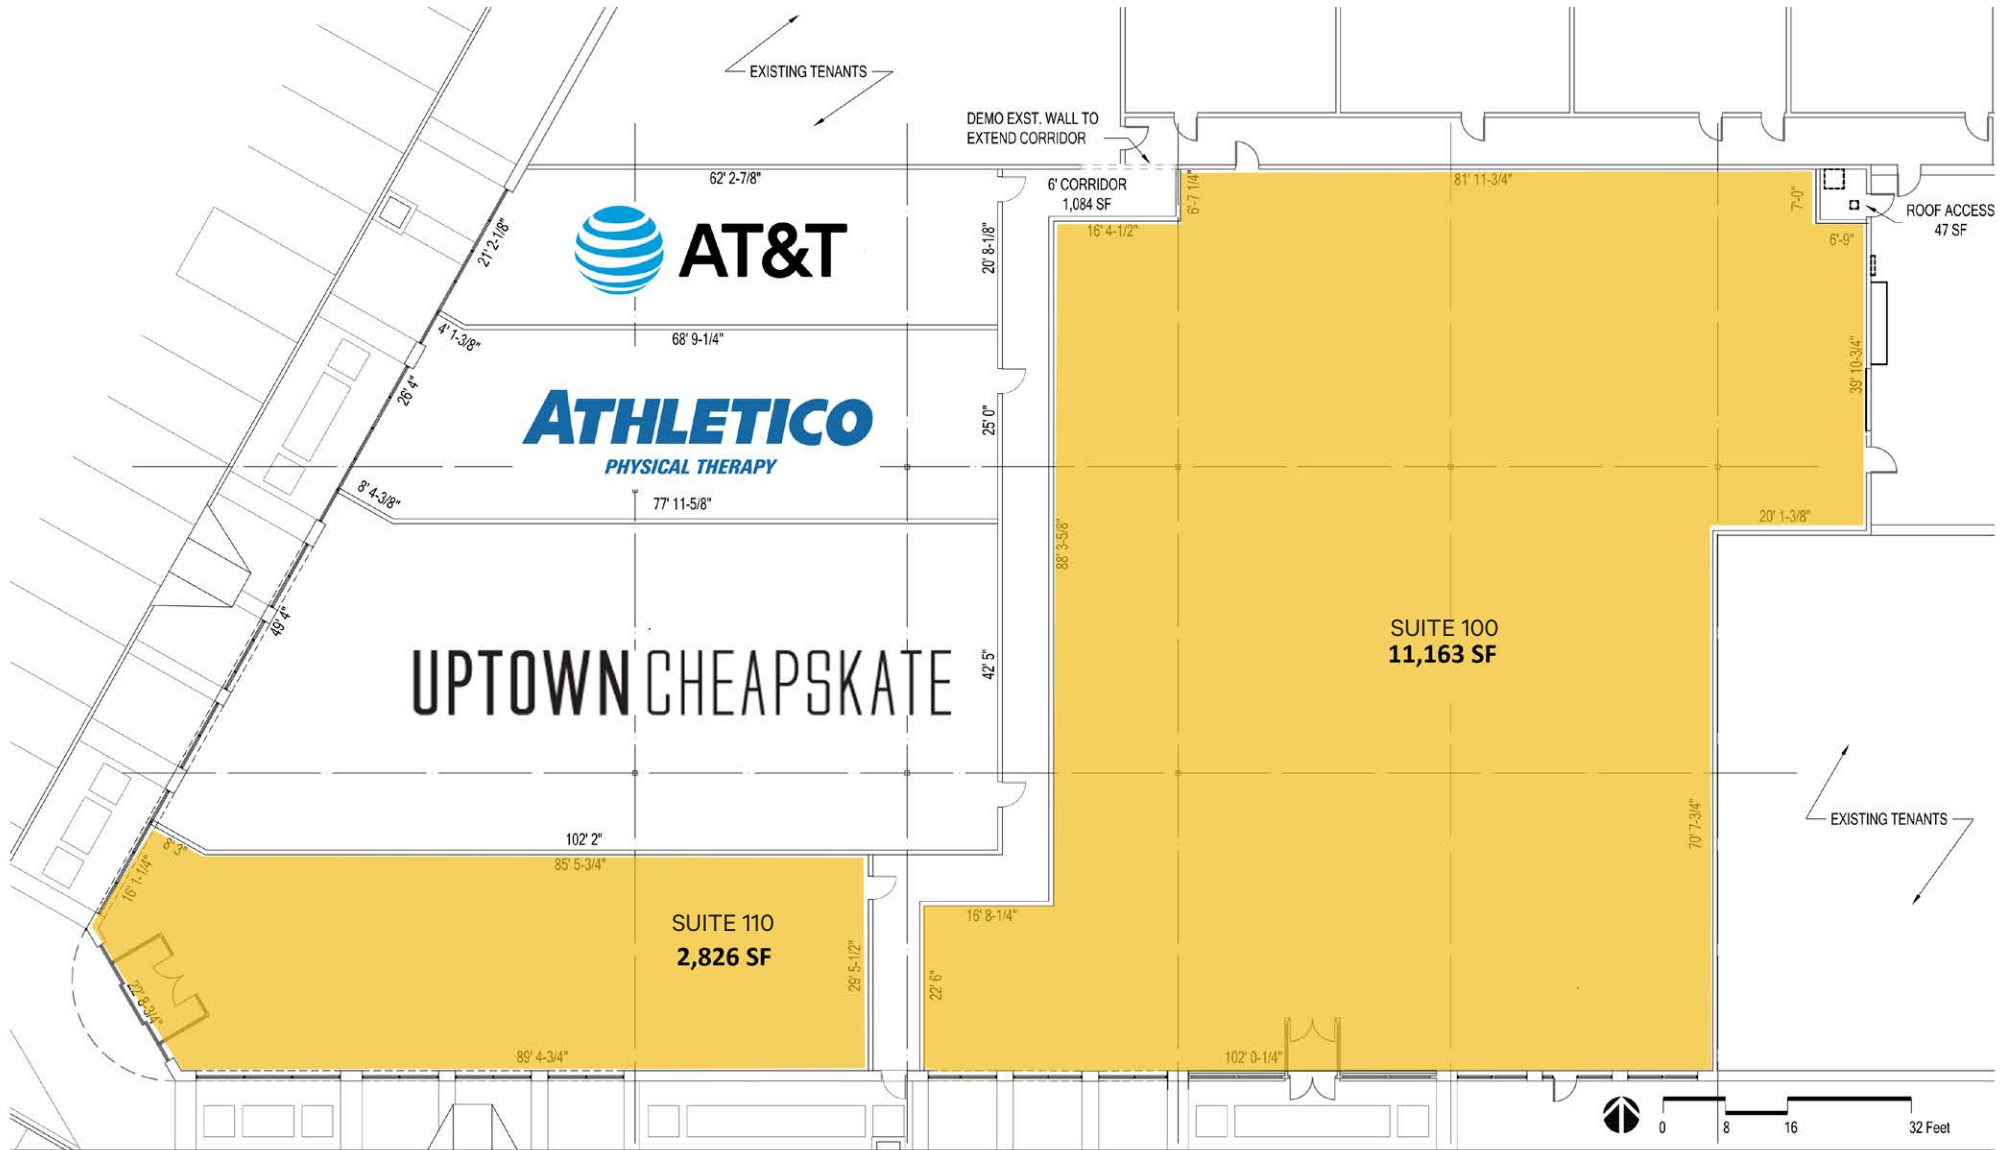 EXISTING TENANTS
DEMO EXST. WALL TO
EXTEND CORRIDOR
62' 2-7/8"
6' CORRIDOR
1,084 SF
6'-7 1/4"
81' 11-3/4"
7'-0"
ROOF ACCESS
47 SF
6'-9"
16' 4-1/2"
21' 2-1/8"
AT&T
20' 8-1/8"
4' 1-3/8"
68' 9-1/4"
26' 4"
ATHLETICO
PHYSICAL THERAPY
25' 0"
39' 10-3/4"
8' 4-3/8"
77' 11-5/8"
20' 1-3/8"
88' 3-5/8"
49' 4"
UPTOWN CHEAPSKATE
42' 5"
SUITE 100
11,163 SF
70' 7-3/4"
EXISTING TENANTS
102' 2"
8' 3"
85' 5-3/4"
16' 1-1/4"
SUITE 110
2,826 SF
29' 5-1/2"
16' 8-1/4"
22' 6"
22' 8-3/4"
89' 4-3/4"
102' 0-1/4"
0 8 16 32 Feet